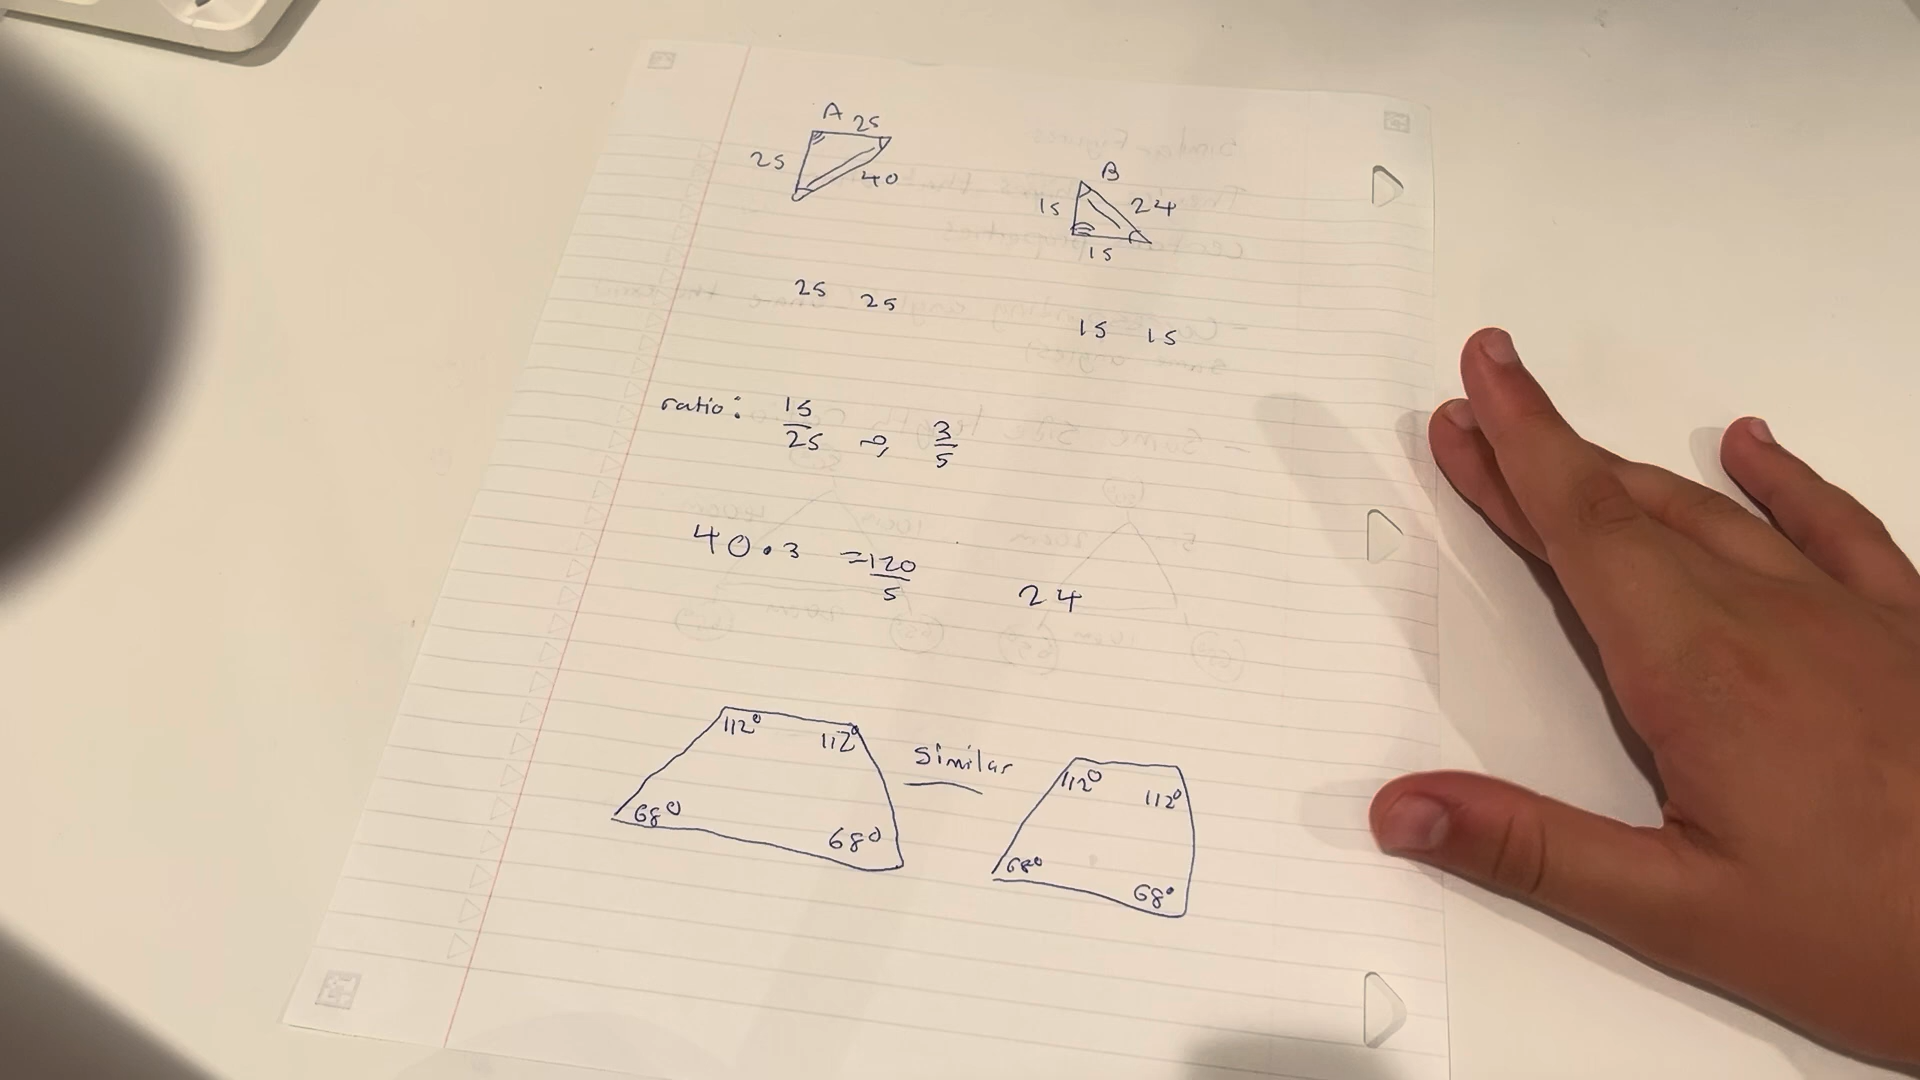 A 25
25
40
B
15 24
15
25 25
15 15
ratio: 15/25 → 3/5
40 · 3 = 120/5 24
112° 112°
68° 68°
Similar
112° 112°
68° 68°